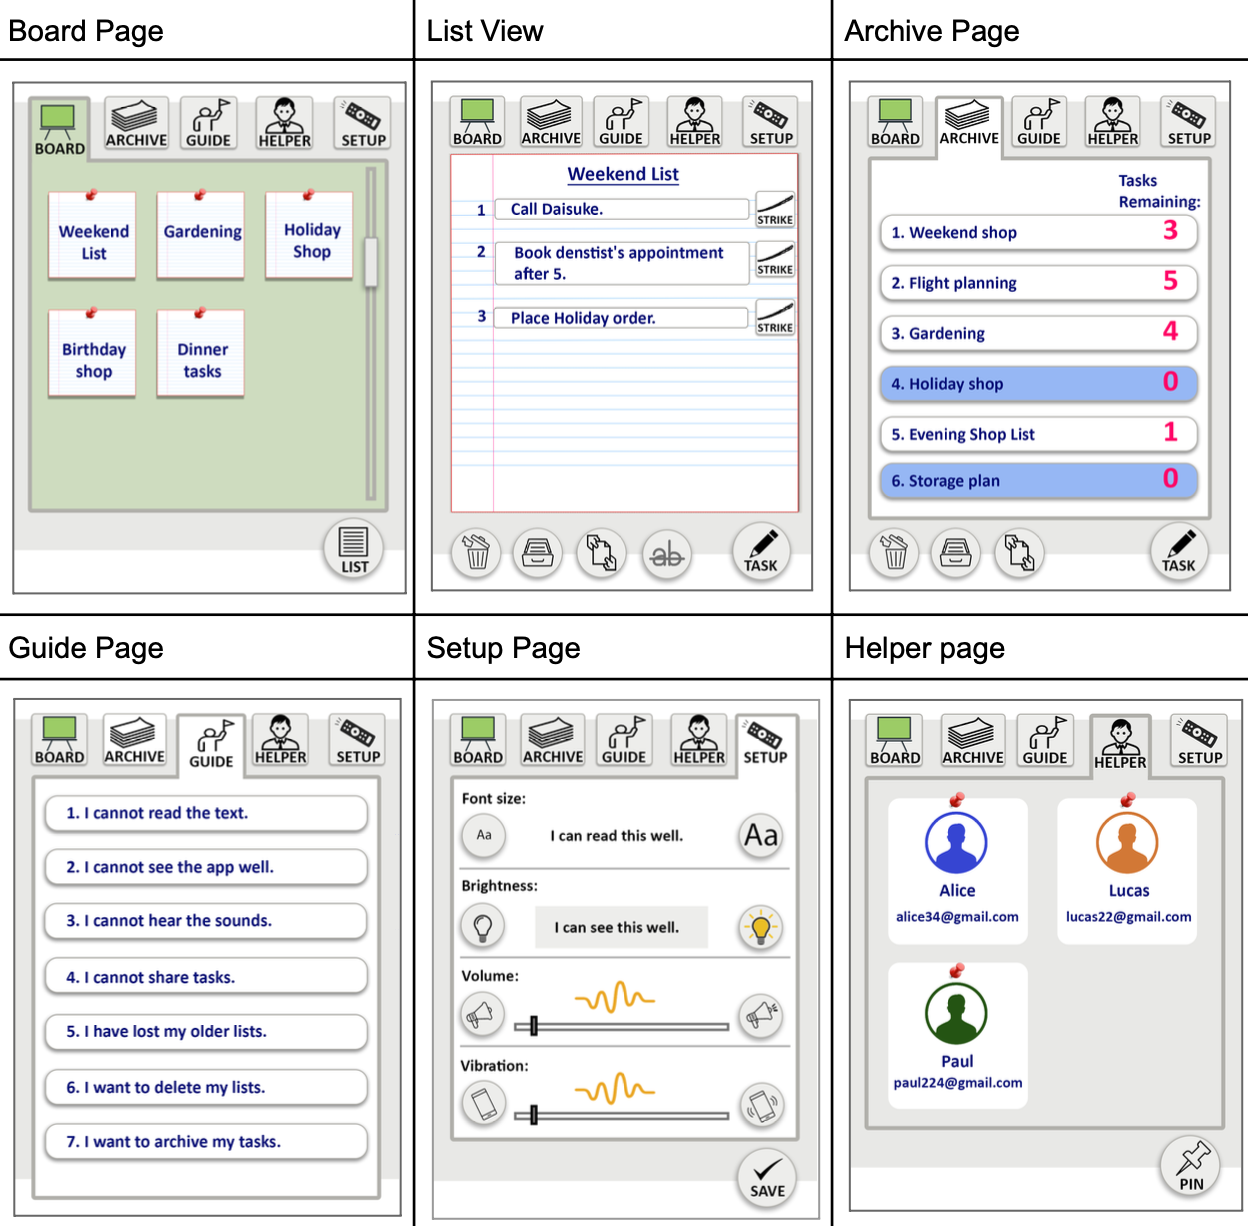 Board Page
List View
Archive Page
BOARD
ARCHIVE
GUIDE
HELPER
SETUP
Weekend
List
Gardening
Holiday
Shop
Birthday
shop
Dinner
tasks
LIST
BOARD
ARCHIVE
GUIDE
HELPER
SETUP
Weekend List
1 Call Daisuke. STRIKE
2 Book denstist's appointment
after 5. STRIKE
3 Place Holiday order. STRIKE
ab
TASK
BOARD
ARCHIVE
GUIDE
HELPER
SETUP
Tasks
Remaining:
1. Weekend shop 3
2. Flight planning 5
3. Gardening 4
4. Holiday shop 0
5. Evening Shop List 1
6. Storage plan 0
TASK
Guide Page
Setup Page
Helper page
BOARD
ARCHIVE
GUIDE
HELPER
SETUP
1. I cannot read the text.
2. I cannot see the app well.
3. I cannot hear the sounds.
4. I cannot share tasks.
5. I have lost my older lists.
6. I want to delete my lists.
7. I want to archive my tasks.
BOARD
ARCHIVE
GUIDE
HELPER
SETUP
Font size:
Aa I can read this well. Aa
Brightness:
I can see this well.
Volume:
Vibration:
SAVE
BOARD
ARCHIVE
GUIDE
HELPER
SETUP
Alice
alice34@gmail.com
Lucas
lucas22@gmail.com
Paul
paul224@gmail.com
PIN